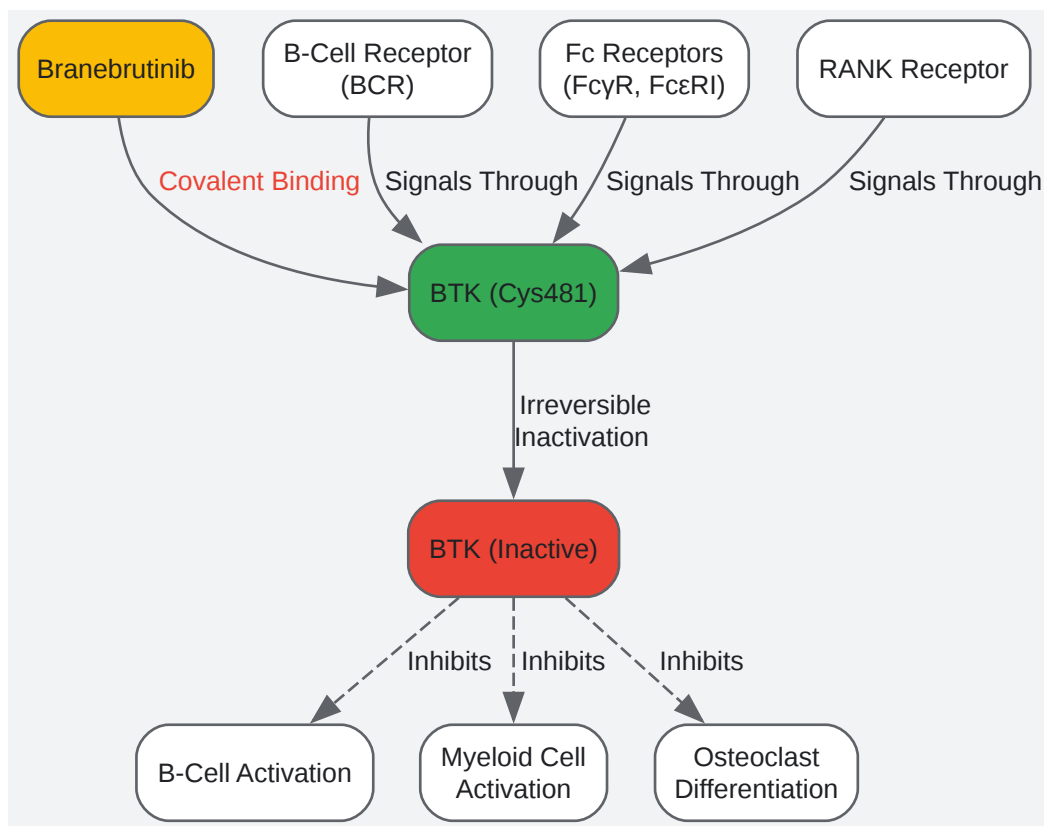 Branebrutinib
B-Cell Receptor
(BCR)
Fc Receptors
(FcγR, FcεRI)
RANK Receptor
Covalent Binding
Signals Through
Signals Through
Signals Through
BTK (Cys481)
Irreversible
Inactivation
BTK (Inactive)
Inhibits
Inhibits
Inhibits
B-Cell Activation
Myeloid Cell
Activation
Osteoclast
Differentiation